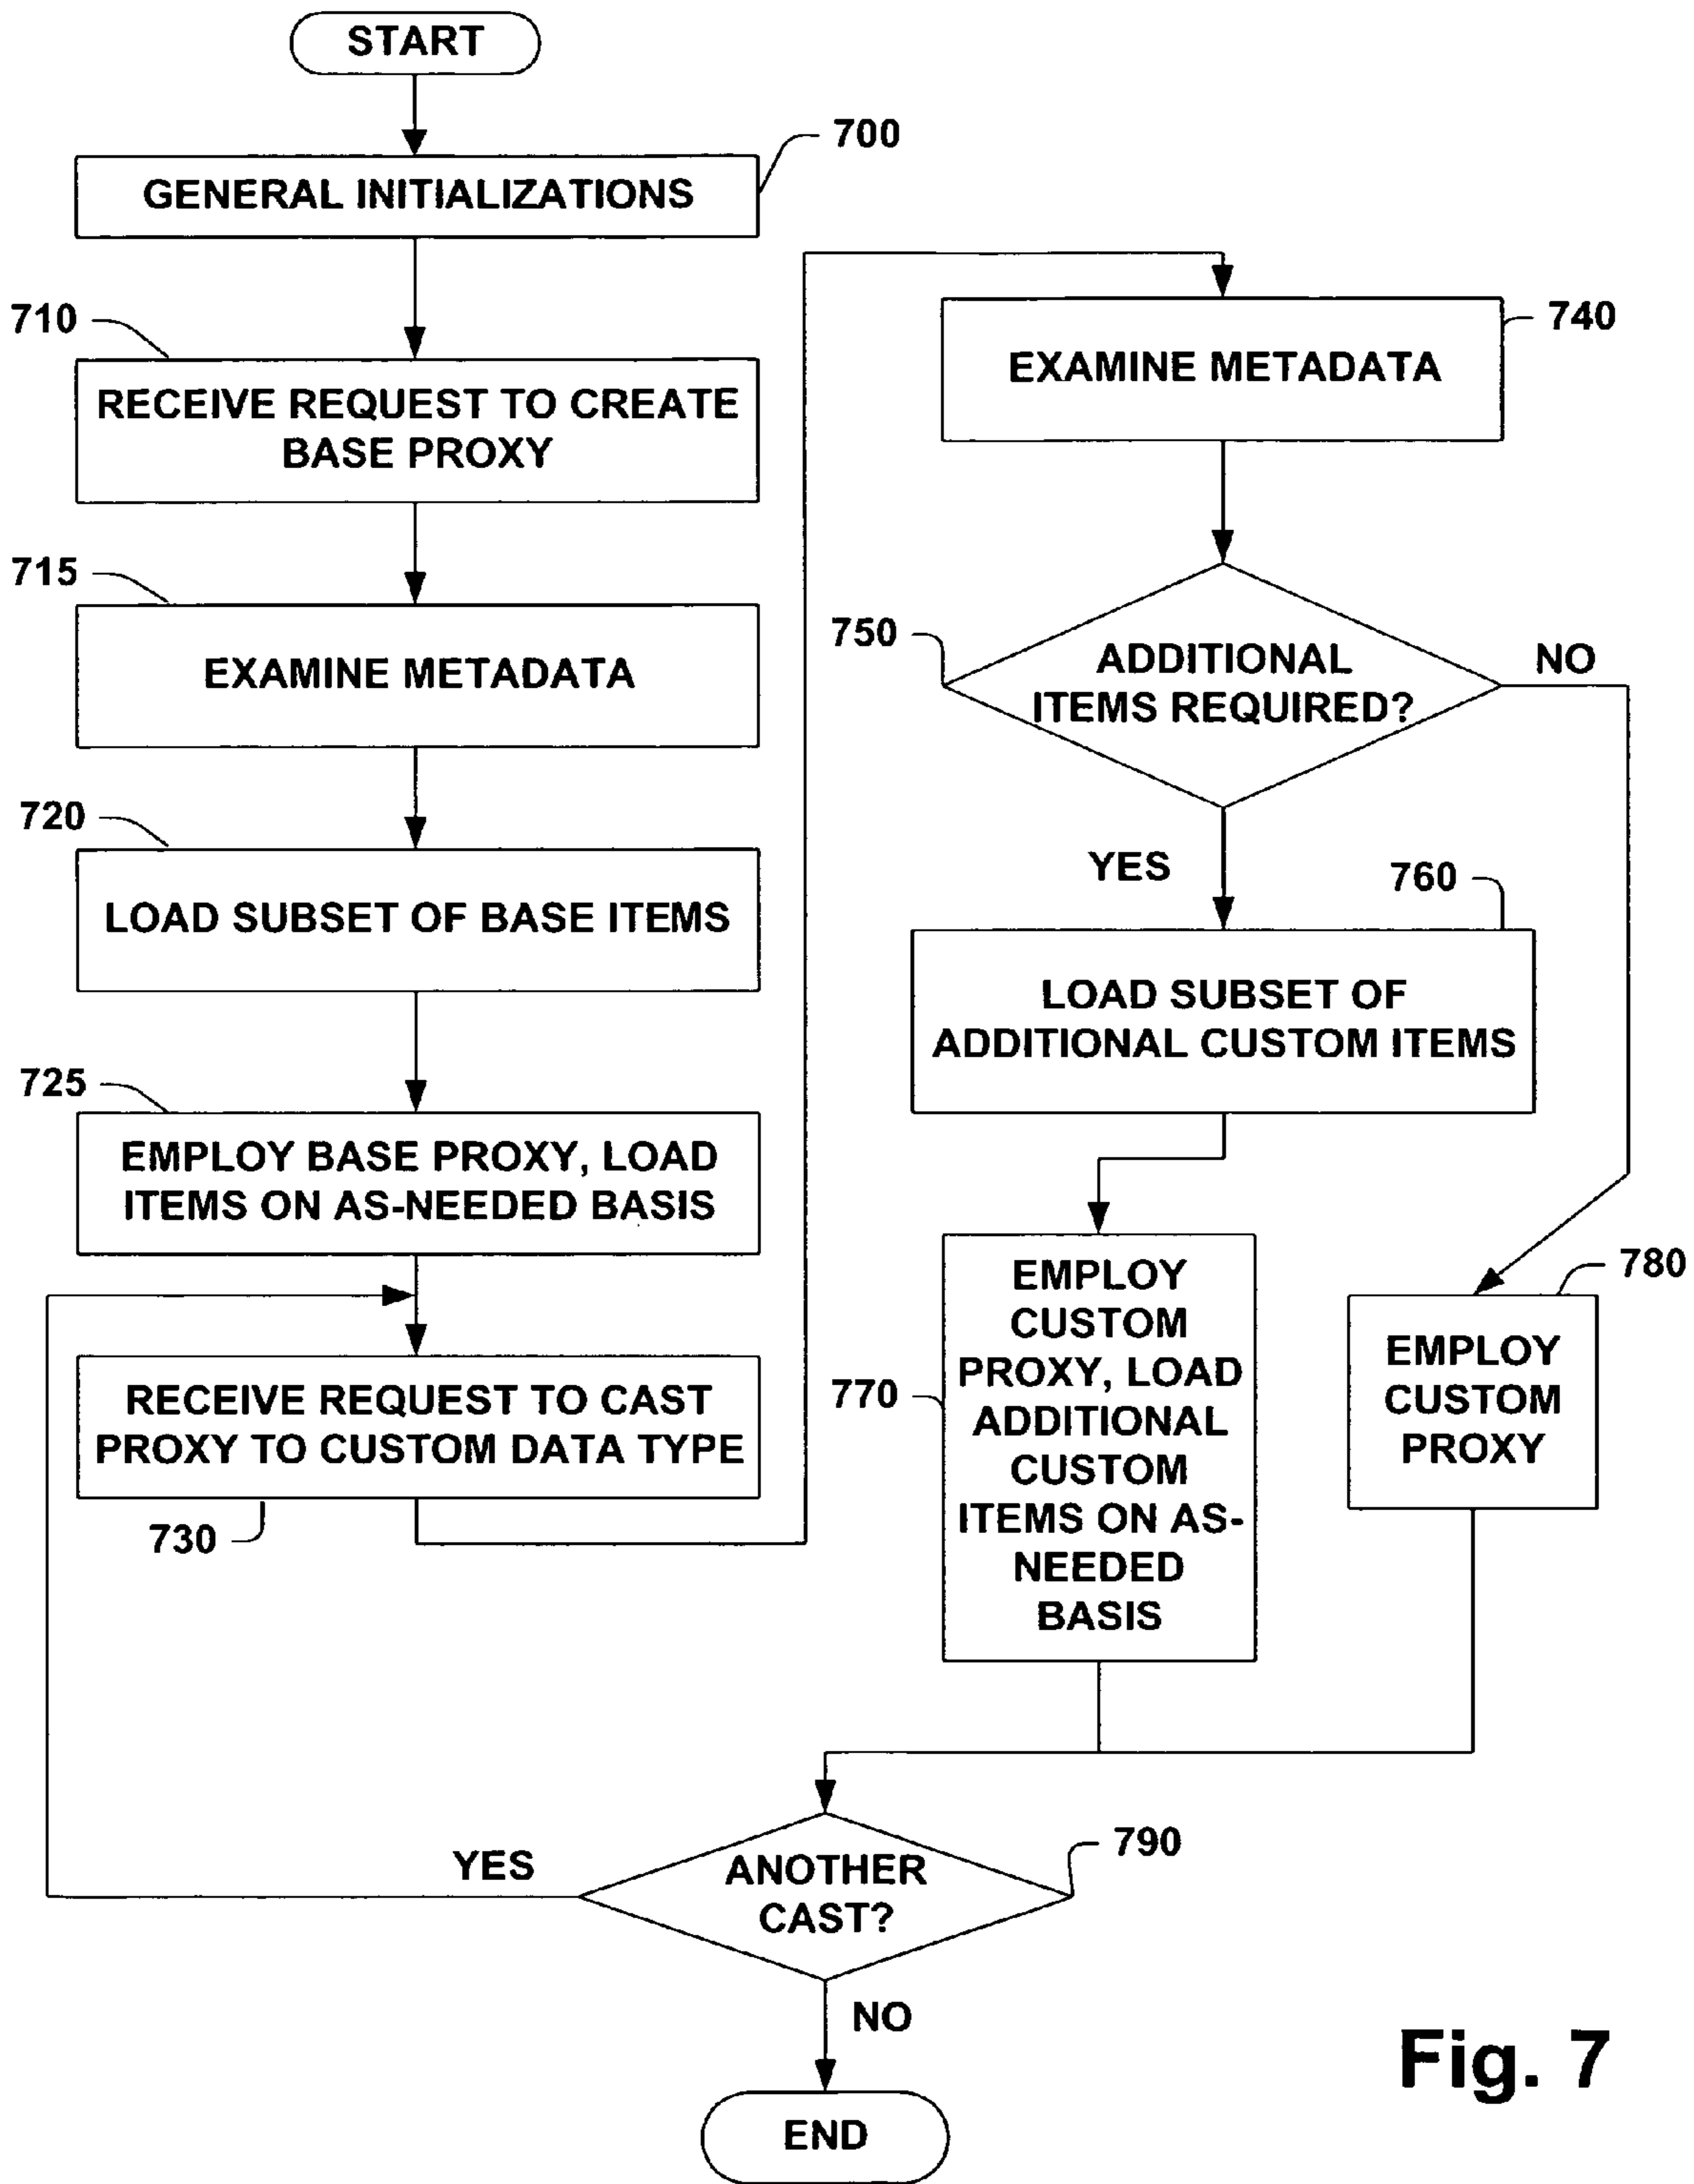 START
700
GENERAL INITIALIZATIONS
710
RECEIVE REQUEST TO CREATE
BASE PROXY
715
EXAMINE METADATA
720
LOAD SUBSET OF BASE ITEMS
725
EMPLOY BASE PROXY, LOAD
ITEMS ON AS-NEEDED BASIS
RECEIVE REQUEST TO CAST
PROXY TO CUSTOM DATA TYPE
730
740
EXAMINE METADATA
750
ADDITIONAL
ITEMS REQUIRED?
NO
YES
760
LOAD SUBSET OF
ADDITIONAL CUSTOM ITEMS
770
EMPLOY
CUSTOM
PROXY, LOAD
ADDITIONAL
CUSTOM
ITEMS ON AS-
NEEDED
BASIS
780
EMPLOY
CUSTOM
PROXY
790
ANOTHER
CAST?
YES
NO
END
Fig. 7